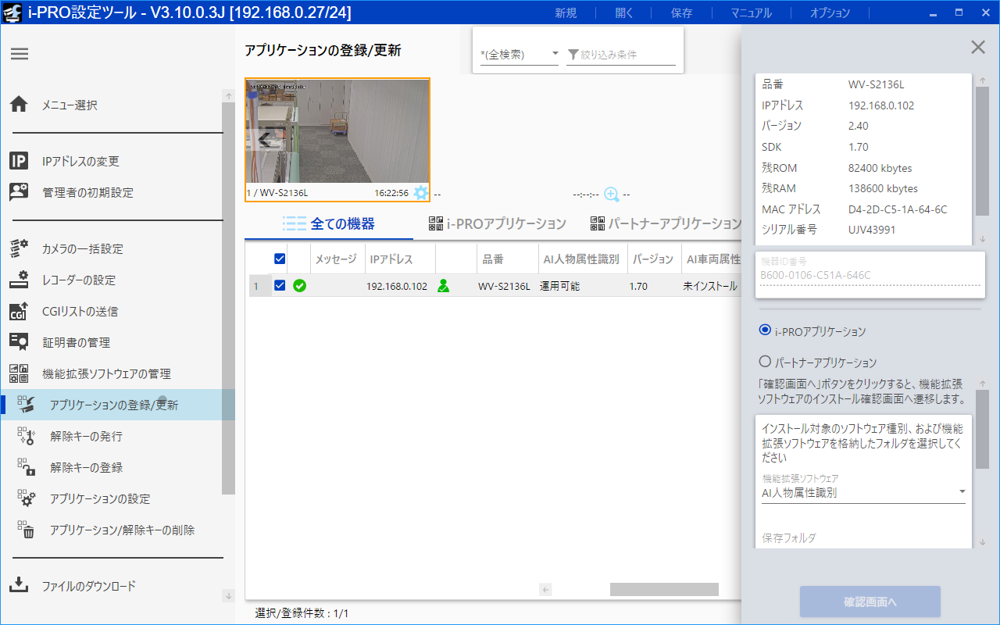 i-PRO設定ツール - V3.10.0.3J [192.168.0.27/24]
新規
開く
保存
マニュアル
オプション
メニュー選択
IP
IPアドレスの変更
管理者の初期設定
カメラの一括設定
レコーダーの設定
CGI
CGIリストの送信
証明書の管理
機能拡張ソフトウェアの管理
アプリケーションの登録/更新
解除キーの発行
解除キーの登録
アプリケーションの設定
アプリケーション/解除キーの削除
ファイルのダウンロード
アプリケーションの登録/更新
*(全検索)
絞り込み条件
1 / WV-S2136L
16:22:56
--
--:--:--
--
全ての機器
i-PROアプリケーション
パートナーアプリケーション
メッセージ
IPアドレス
品番
AI人物属性識別
バージョン
AI車両属性
1
192.168.0.102
WV-S2136L
運用可能
1.70
未インストール
選択/登録件数 : 1/1
品番 WV-S2136L
IPアドレス 192.168.0.102
バージョン 2.40
SDK 1.70
残ROM 82400 kbytes
残RAM 138600 kbytes
MAC アドレス D4-2D-C5-1A-64-6C
シリアル番号 UJV43991
機器ID番号
B600-0106-C51A-646C
i-PROアプリケーション
パートナーアプリケーション
「確認画面へ」ボタンをクリックすると、機能拡張
ソフトウェアのインストール確認画面へ遷移します。
インストール対象のソフトウェア種別、および機能
拡張ソフトウェアを格納したフォルダを選択してく
ださい
機能拡張ソフトウェア
AI人物属性識別
保存フォルダ
確認画面へ